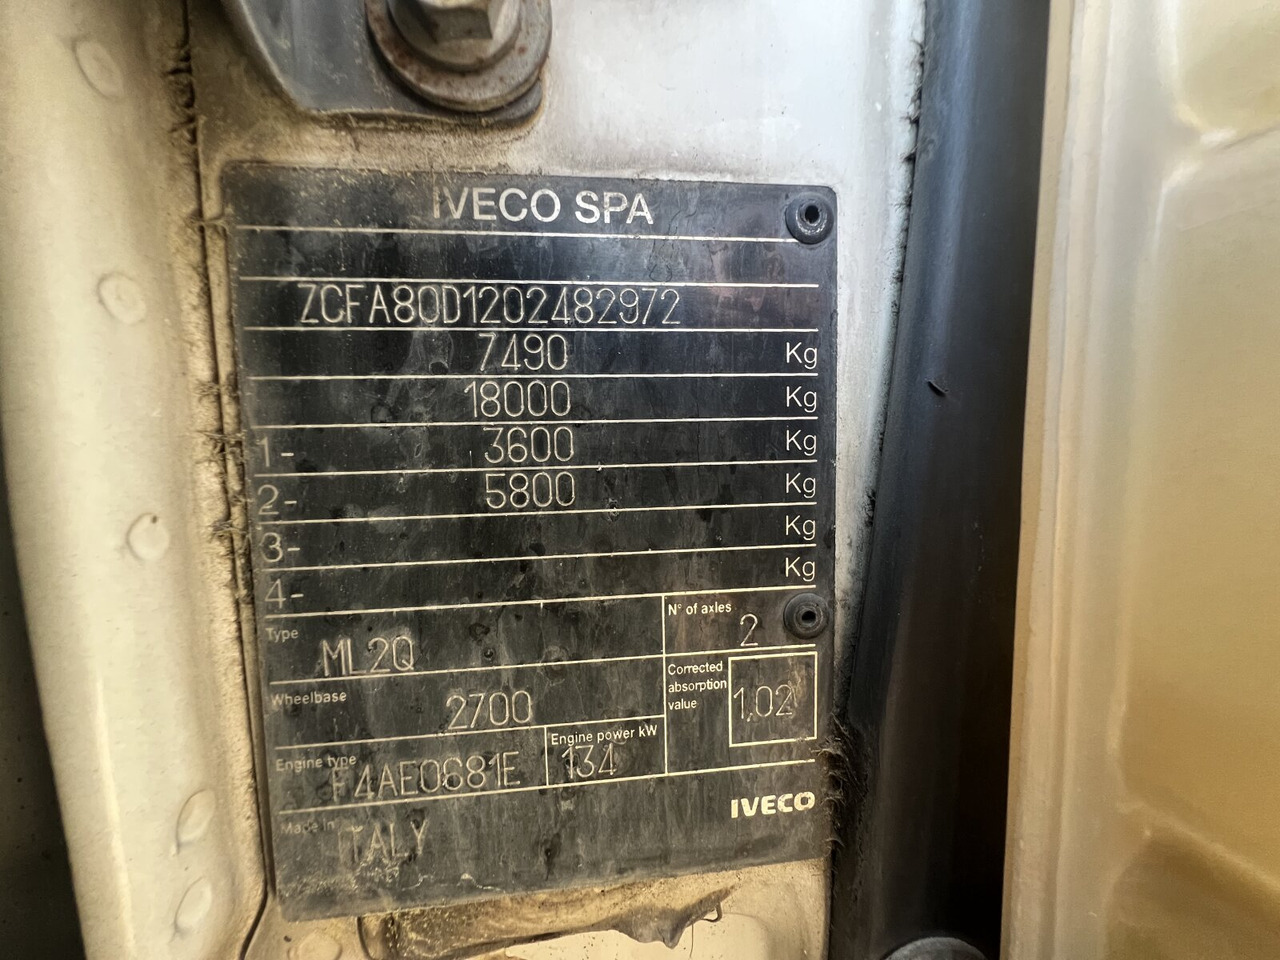 IVECO SPA
ZCFA80D1202482972
7490 Kg
18000 Kg
1- 3600 Kg
2- 5800 Kg
3- Kg
4- Kg
Type ML2Q
N° of axles 2
Wheelbase 2700
Corrected absorption value 1.02
Engine type F4AE0681E
Engine power kW 134
Made in ITALY
IVECO